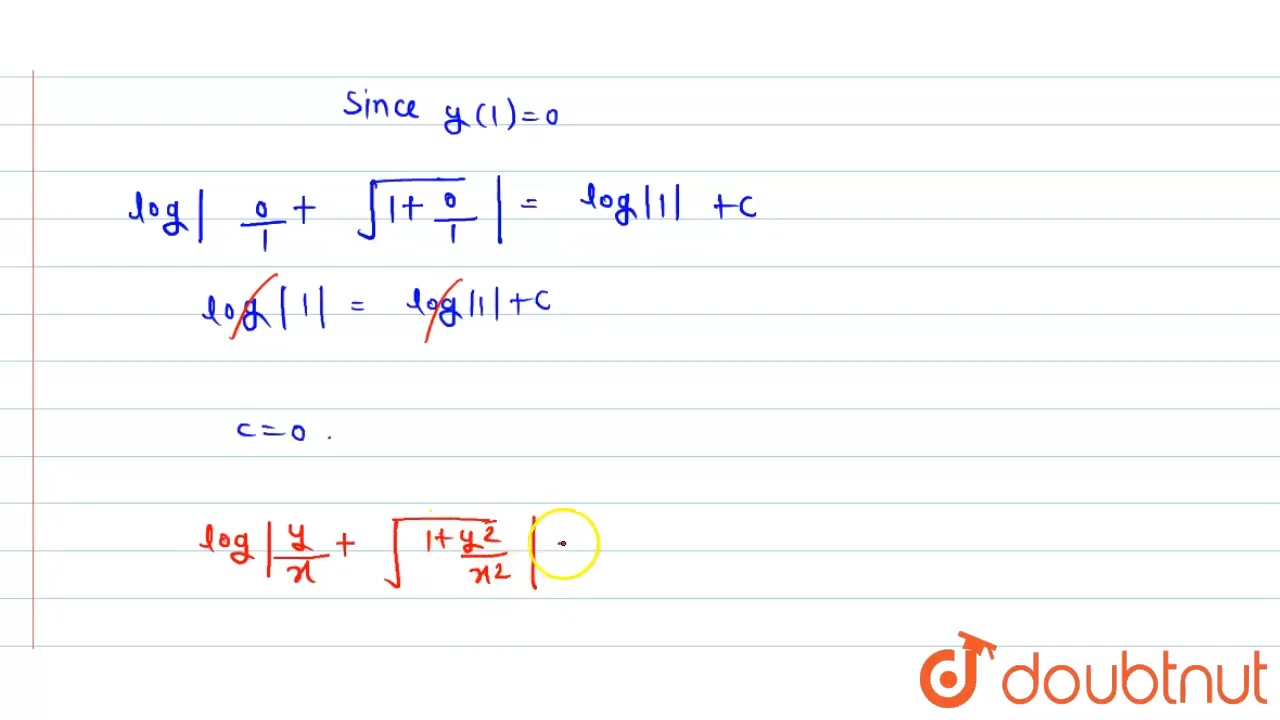 Since y(1)=0
log| 0/1 + √(1+0/1) | = log|1| +C
log|1| = log|1|+C
c=0.
log|y/x + √(1+y²/x²)|
doubtnut